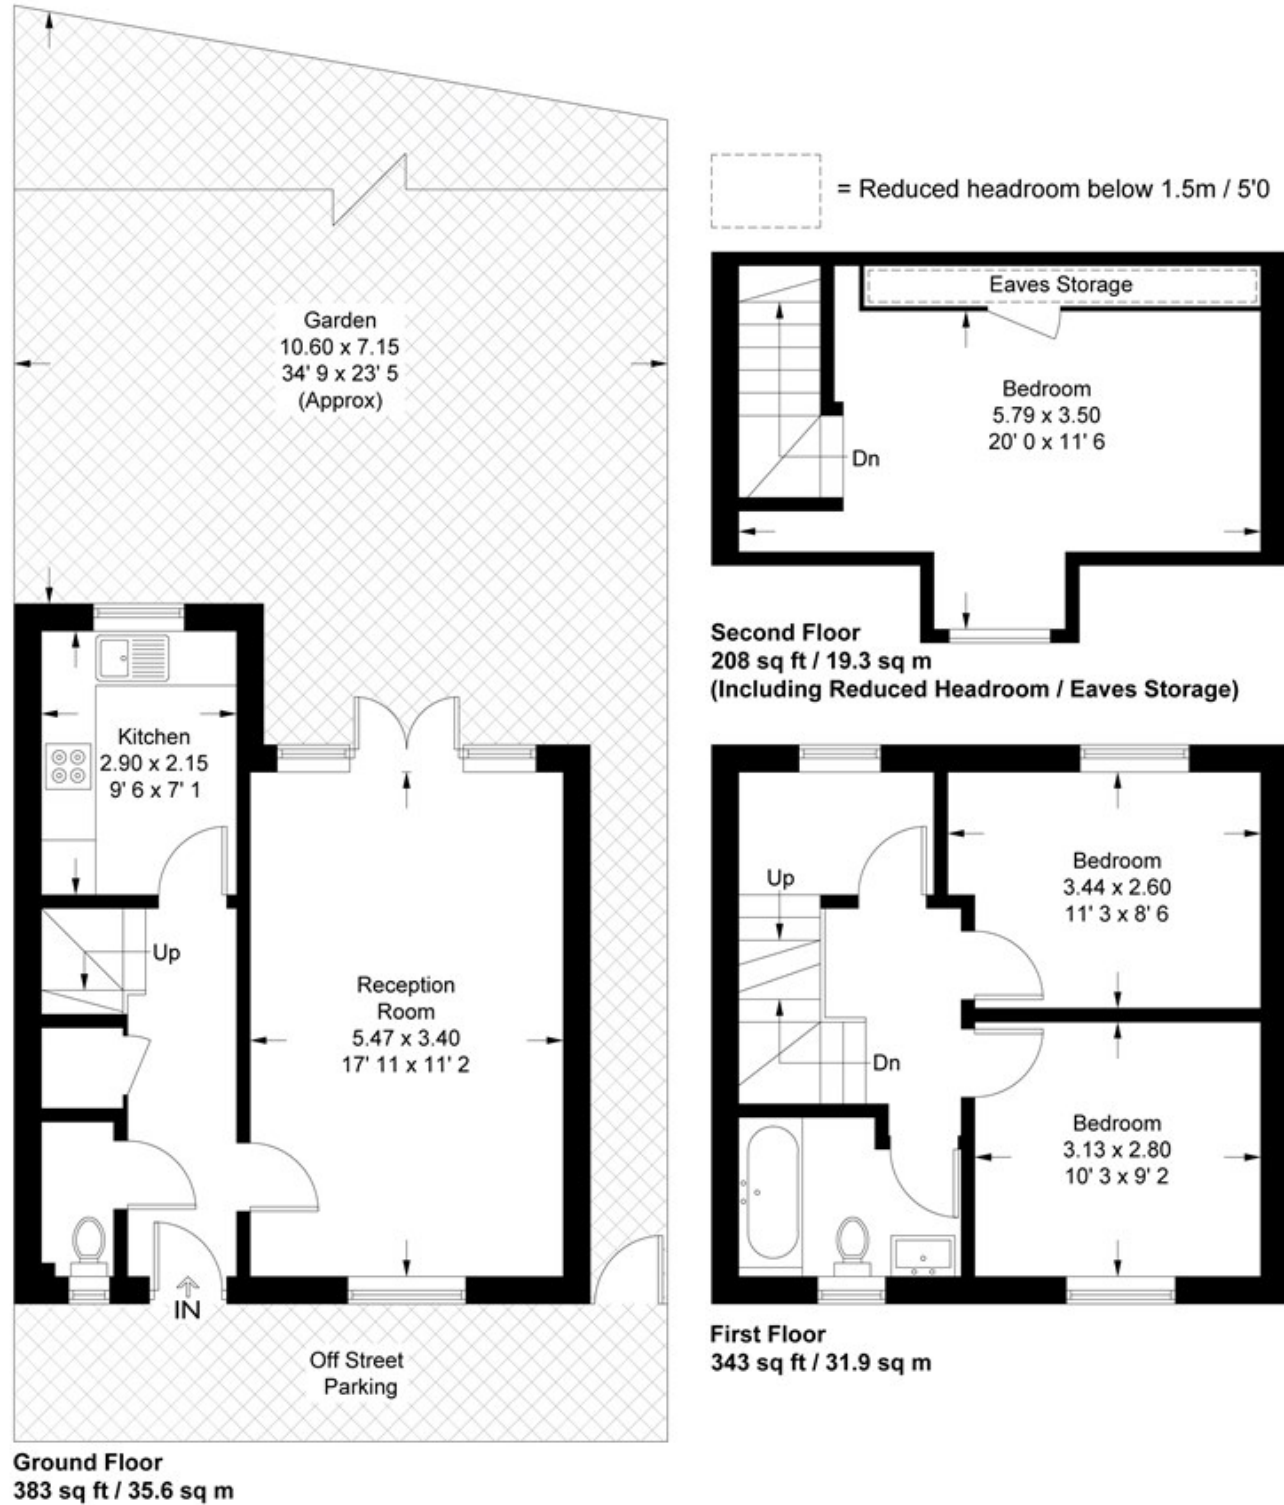 = Reduced headroom below 1.5m / 5'0
Eaves Storage
Bedroom
5.79 x 3.50
20' 0 x 11' 6
Dn
Second Floor
208 sq ft / 19.3 sq m
(Including Reduced Headroom / Eaves Storage)
Garden
10.60 x 7.15
34' 9 x 23' 5
(Approx)
Kitchen
2.90 x 2.15
9' 6 x 7' 1
Up
Reception
Room
5.47 x 3.40
17' 11 x 11' 2
IN
Off Street
Parking
Ground Floor
383 sq ft / 35.6 sq m
Up
Bedroom
3.44 x 2.60
11' 3 x 8' 6
Dn
Bedroom
3.13 x 2.80
10' 3 x 9' 2
First Floor
343 sq ft / 31.9 sq m